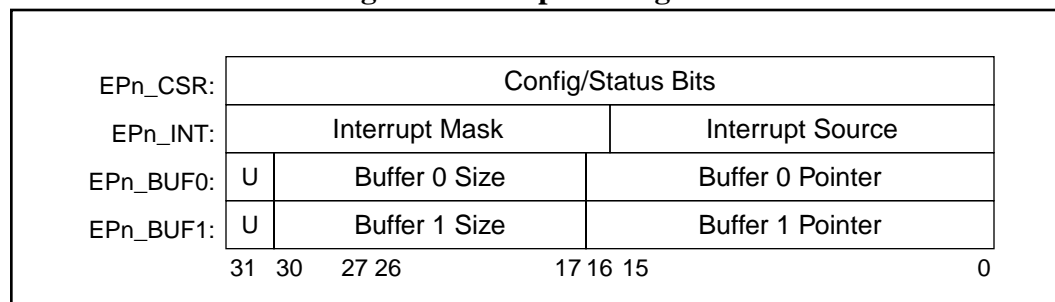 EPn_CSR: Config/Status Bits
EPn_INT: Interrupt Mask Interrupt Source
EPn_BUF0: U Buffer 0 Size Buffer 0 Pointer
EPn_BUF1: U Buffer 1 Size Buffer 1 Pointer
31 30 27 26 17 16 15 0